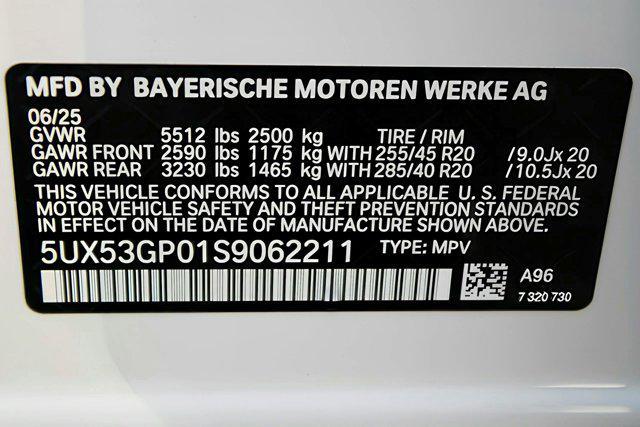 MFD BY BAYERISCHE MOTOREN WERKE AG
06/25
GVWR 5512 lbs 2500 kg TIRE / RIM
GAWR FRONT 2590 lbs 1175 kg WITH 255/45 R20 /9.0Jx 20
GAWR REAR 3230 lbs 1465 kg WITH 285/40 R20 /10.5Jx 20
THIS VEHICLE CONFORMS TO ALL APPLICABLE U. S. FEDERAL
MOTOR VEHICLE SAFETY AND THEFT PREVENTION STANDARDS
IN EFFECT ON THE DATE OF MANUFACTURE SHOWN ABOVE.
5UX53GP01S9062211 TYPE: MPV
A96
7 320 730